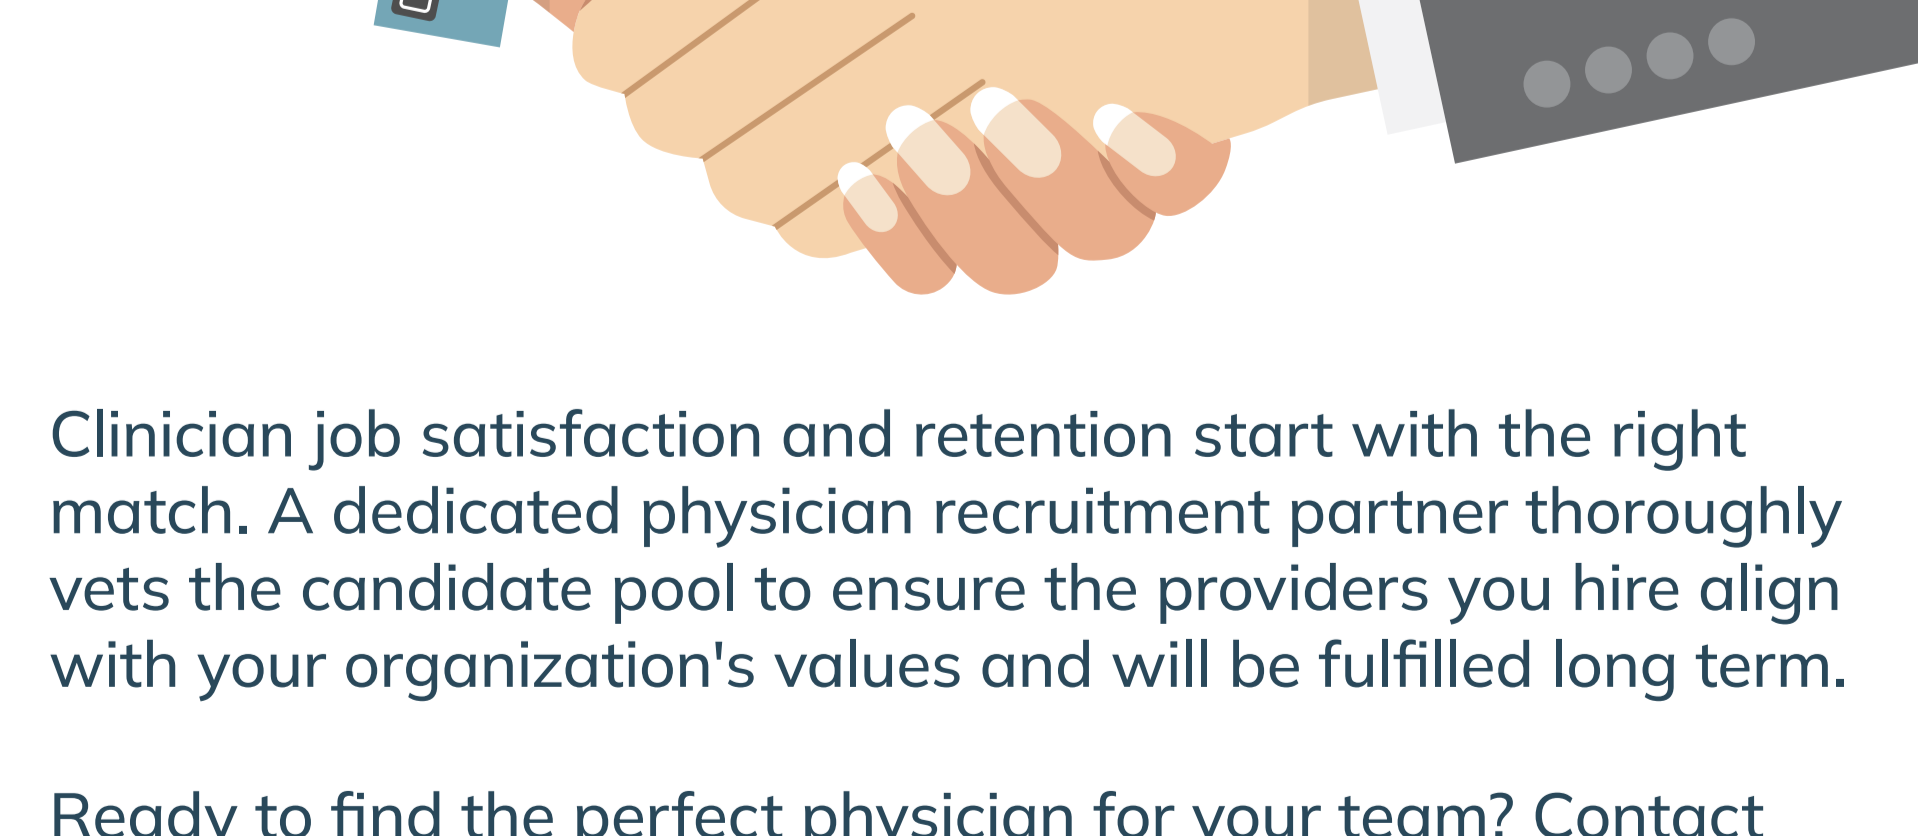 Clinician job satisfaction and retention start with the right
match. A dedicated physician recruitment partner thoroughly
vets the candidate pool to ensure the providers you hire align
with your organization's values and will be fulfilled long term.
Ready to find the perfect physician for your team? Contact